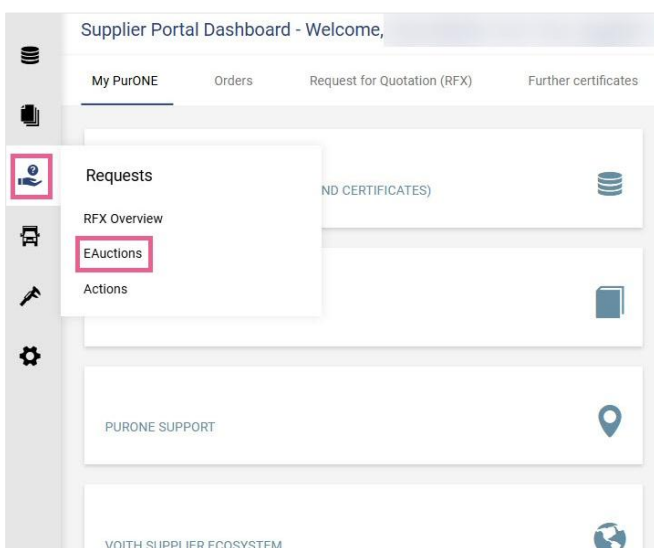 Supplier Portal Dashboard - Welcome,
My PurONE
Orders
Request for Quotation (RFX)
Further certificates
Requests
RFX Overview
EAuctions
Actions
ND CERTIFICATES)
PURONE SUPPORT
VOITH SUPPLIER ECOSYSTEM